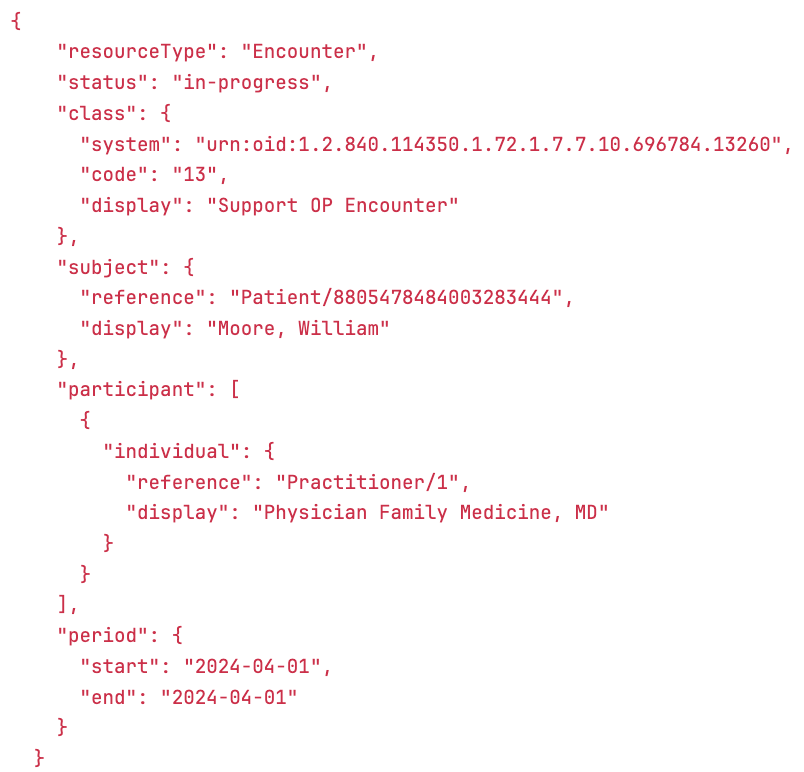 {
    "resourceType": "Encounter",
    "status": "in-progress",
    "class": {
      "system": "urn:oid:1.2.840.114350.1.72.1.7.7.10.696784.13260",
      "code": "13",
      "display": "Support OP Encounter"
    },
    "subject": {
      "reference": "Patient/8805478484003283444",
      "display": "Moore, William"
    },
    "participant": [
      {
        "individual": {
          "reference": "Practitioner/1",
          "display": "Physician Family Medicine, MD"
        }
      }
    ],
    "period": {
      "start": "2024-04-01",
      "end": "2024-04-01"
    }
  }